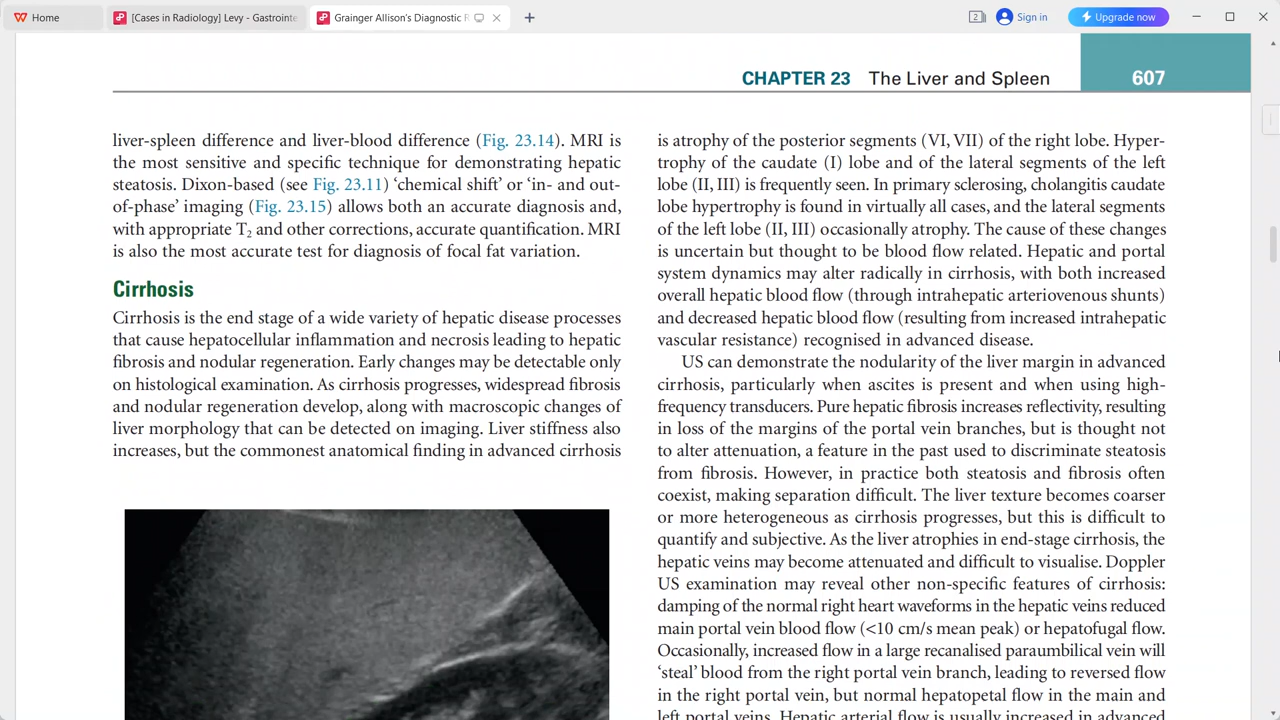 Home
[Cases in Radiology] Levy - Gastrointe
Grainger Allison's Diagnostic R
2
Sign in
Upgrade now
CHAPTER 23 The Liver and Spleen
607
liver-spleen difference and liver-blood difference (Fig. 23.14). MRI is
the most sensitive and specific technique for demonstrating hepatic
steatosis. Dixon-based (see Fig. 23.11) ‘chemical shift’ or ‘in- and out-
of-phase’ imaging (Fig. 23.15) allows both an accurate diagnosis and,
with appropriate T₂ and other corrections, accurate quantification. MRI
is also the most accurate test for diagnosis of focal fat variation.
Cirrhosis
Cirrhosis is the end stage of a wide variety of hepatic disease processes
that cause hepatocellular inflammation and necrosis leading to hepatic
fibrosis and nodular regeneration. Early changes may be detectable only
on histological examination. As cirrhosis progresses, widespread fibrosis
and nodular regeneration develop, along with macroscopic changes of
liver morphology that can be detected on imaging. Liver stiffness also
increases, but the commonest anatomical finding in advanced cirrhosis
is atrophy of the posterior segments (VI, VII) of the right lobe. Hyper-
trophy of the caudate (I) lobe and of the lateral segments of the left
lobe (II, III) is frequently seen. In primary sclerosing, cholangitis caudate
lobe hypertrophy is found in virtually all cases, and the lateral segments
of the left lobe (II, III) occasionally atrophy. The cause of these changes
is uncertain but thought to be blood flow related. Hepatic and portal
system dynamics may alter radically in cirrhosis, with both increased
overall hepatic blood flow (through intrahepatic arteriovenous shunts)
and decreased hepatic blood flow (resulting from increased intrahepatic
vascular resistance) recognised in advanced disease.
US can demonstrate the nodularity of the liver margin in advanced
cirrhosis, particularly when ascites is present and when using high-
frequency transducers. Pure hepatic fibrosis increases reflectivity, resulting
in loss of the margins of the portal vein branches, but is thought not
to alter attenuation, a feature in the past used to discriminate steatosis
from fibrosis. However, in practice both steatosis and fibrosis often
coexist, making separation difficult. The liver texture becomes coarser
or more heterogeneous as cirrhosis progresses, but this is difficult to
quantify and subjective. As the liver atrophies in end-stage cirrhosis, the
hepatic veins may become attenuated and difficult to visualise. Doppler
US examination may reveal other non-specific features of cirrhosis:
damping of the normal right heart waveforms in the hepatic veins reduced
main portal vein blood flow (<10 cm/s mean peak) or hepatofugal flow.
Occasionally, increased flow in a large recanalised paraumbilical vein will
‘steal’ blood from the right portal vein branch, leading to reversed flow
in the right portal vein, but normal hepatopetal flow in the main and
left portal veins. Hepatic arterial flow is usually increased in advanced